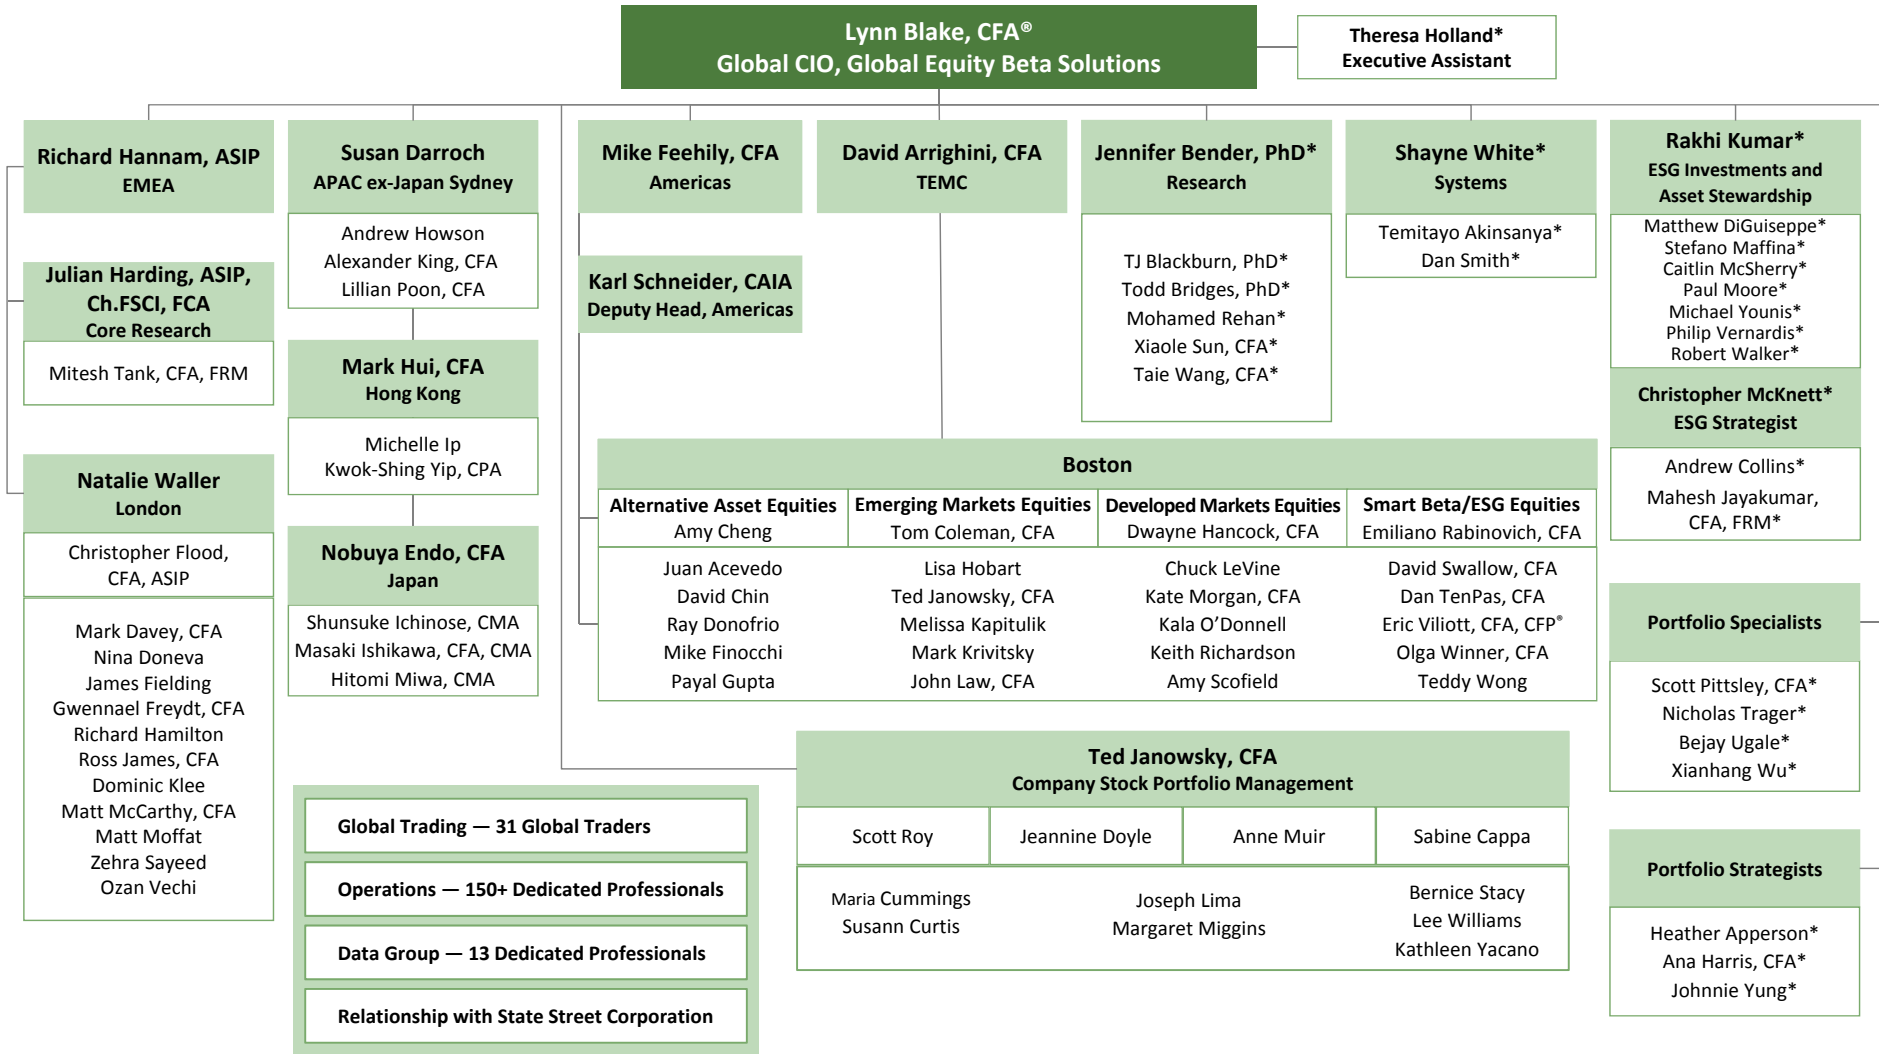 Lynn Blake, CFA®
Global CIO, Global Equity Beta Solutions
Theresa Holland*
Executive Assistant
Richard Hannam, ASIP
EMEA
Julian Harding, ASIP,
Ch.FSCI, FCA
Core Research
Mitesh Tank, CFA, FRM
Natalie Waller
London
Christopher Flood,
CFA, ASIP
Mark Davey, CFA
Nina Doneva
James Fielding
Gwennael Freydt, CFA
Richard Hamilton
Ross James, CFA
Dominic Klee
Matt McCarthy, CFA
Matt Moffat
Zehra Sayeed
Ozan Vechi
Susan Darroch
APAC ex-Japan Sydney
Andrew Howson
Alexander King, CFA
Lillian Poon, CFA
Mark Hui, CFA
Hong Kong
Michelle Ip
Kwok-Shing Yip, CPA
Nobuya Endo, CFA
Japan
Shunsuke Ichinose, CMA
Masaki Ishikawa, CFA, CMA
Hitomi Miwa, CMA
Mike Feehily, CFA
Americas
Karl Schneider, CAIA
Deputy Head, Americas
David Arrighini, CFA
TEMC
Jennifer Bender, PhD*
Research
TJ Blackburn, PhD*
Todd Bridges, PhD*
Mohamed Rehan*
Xiaole Sun, CFA*
Taie Wang, CFA*
Shayne White*
Systems
Temitayo Akinsanya*
Dan Smith*
Rakhi Kumar*
ESG Investments and
Asset Stewardship
Matthew DiGuiseppe*
Stefano Maffina*
Caitlin McSherry*
Paul Moore*
Michael Younis*
Philip Vernardis*
Robert Walker*
Christopher McKnett*
ESG Strategist
Andrew Collins*
Mahesh Jayakumar,
CFA, FRM*
Boston
Alternative Asset Equities
Amy Cheng
Juan Acevedo
David Chin
Ray Donofrio
Mike Finocchi
Payal Gupta
Emerging Markets Equities
Tom Coleman, CFA
Lisa Hobart
Ted Janowsky, CFA
Melissa Kapitulik
Mark Krivitsky
John Law, CFA
Developed Markets Equities
Dwayne Hancock, CFA
Chuck LeVine
Kate Morgan, CFA
Kala O’Donnell
Keith Richardson
Amy Scofield
Smart Beta/ESG Equities
Emiliano Rabinovich, CFA
David Swallow, CFA
Dan TenPas, CFA
Eric Viliott, CFA, CFP®
Olga Winner, CFA
Teddy Wong
Portfolio Specialists
Scott Pittsley, CFA*
Nicholas Trager*
Bejay Ugale*
Xianhang Wu*
Portfolio Strategists
Heather Apperson*
Ana Harris, CFA*
Johnnie Yung*
Ted Janowsky, CFA
Company Stock Portfolio Management
Scott Roy
Jeannine Doyle
Anne Muir
Sabine Cappa
Maria Cummings
Susann Curtis
Joseph Lima
Margaret Miggins
Bernice Stacy
Lee Williams
Kathleen Yacano
Global Trading — 31 Global Traders
Operations — 150+ Dedicated Professionals
Data Group — 13 Dedicated Professionals
Relationship with State Street Corporation